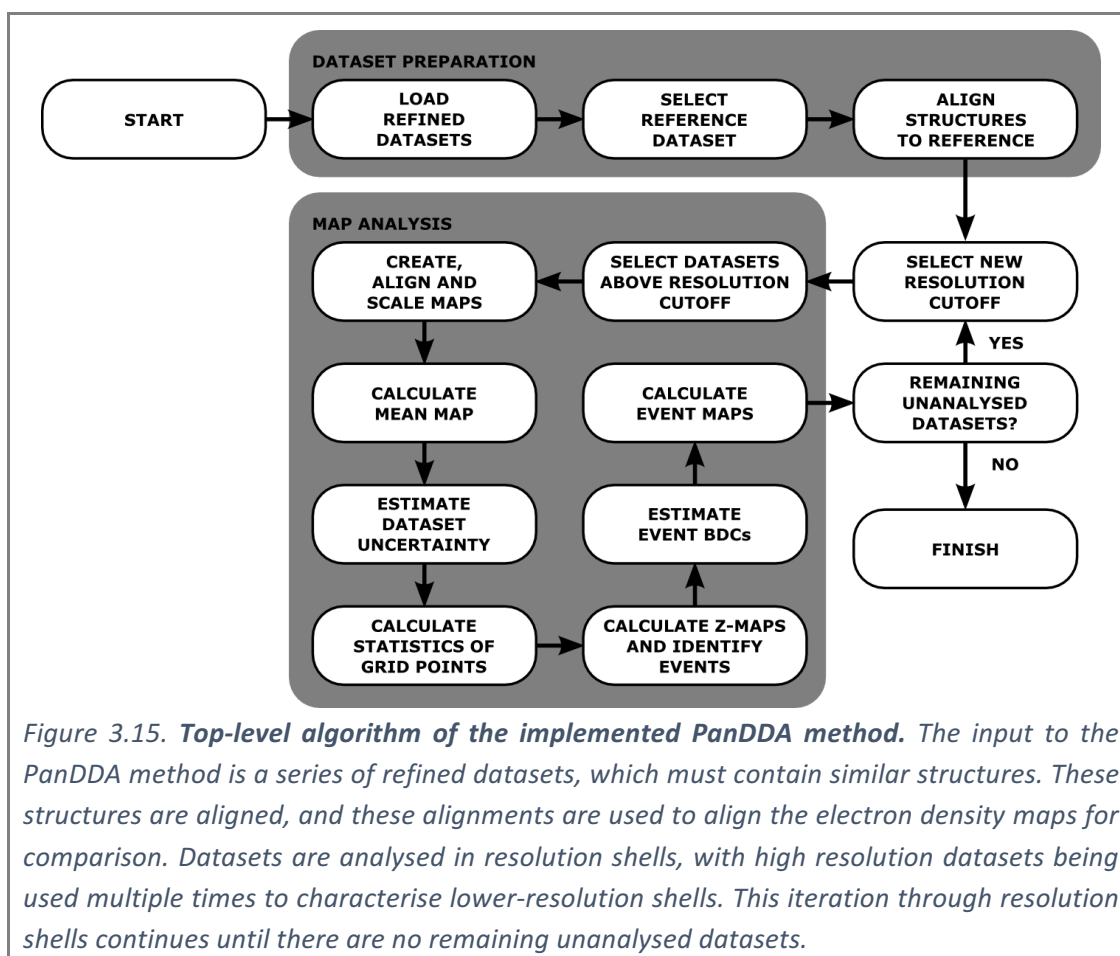 DATASET PREPARATION
START
LOAD
REFINED
DATASETS
SELECT
REFERENCE
DATASET
ALIGN
STRUCTURES
TO REFERENCE
MAP ANALYSIS
SELECT NEW
RESOLUTION
CUTOFF
SELECT DATASETS
ABOVE RESOLUTION
CUTOFF
CREATE,
ALIGN AND
SCALE MAPS
CALCULATE
MEAN MAP
ESTIMATE
DATASET
UNCERTAINTY
CALCULATE
STATISTICS OF
GRID POINTS
CALCULATE Z-MAPS
AND IDENTIFY
EVENTS
ESTIMATE
EVENT BDCs
CALCULATE
EVENT MAPS
REMAINING
UNANALYSED
DATASETS?
YES
NO
FINISH
Figure 3.15. Top-level algorithm of the implemented PanDDA method. The input to the
PanDDA method is a series of refined datasets, which must contain similar structures. These
structures are aligned, and these alignments are used to align the electron density maps for
comparison. Datasets are analysed in resolution shells, with high resolution datasets being
used multiple times to characterise lower-resolution shells. This iteration through resolution
shells continues until there are no remaining unanalysed datasets.